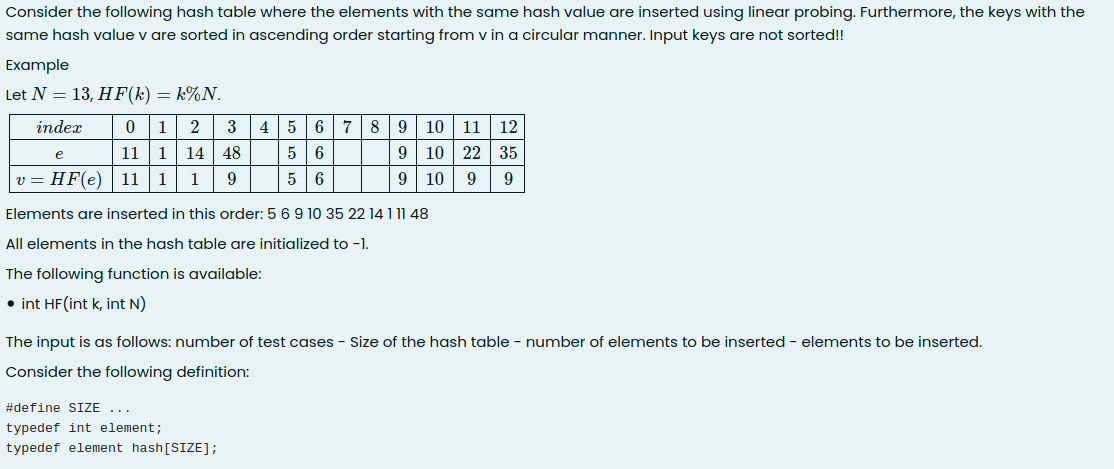 Consider the following hash table where the elements with the same hash value are inserted using linear probing. Furthermore, the keys with the
same hash value v are sorted in ascending order starting from v in a circular manner. Input keys are not sorted!!
Example
Let N = 13, HF(k) = k%N.
index 0 1 2 3 4 5 6 7 8 9 10 11 12
e 11 1 14 48 5 6 9 10 22 35
v = HF(e) 11 1 1 9 5 6 9 10 9 9
Elements are inserted in this order: 5 6 9 10 35 22 14 1 11 48
All elements in the hash table are initialized to -1.
The following function is available:
• int HF(int k, int N)
The input is as follows: number of test cases - Size of the hash table - number of elements to be inserted - elements to be inserted.
Consider the following definition:
#define SIZE ...
typedef int element;
typedef element hash[SIZE];